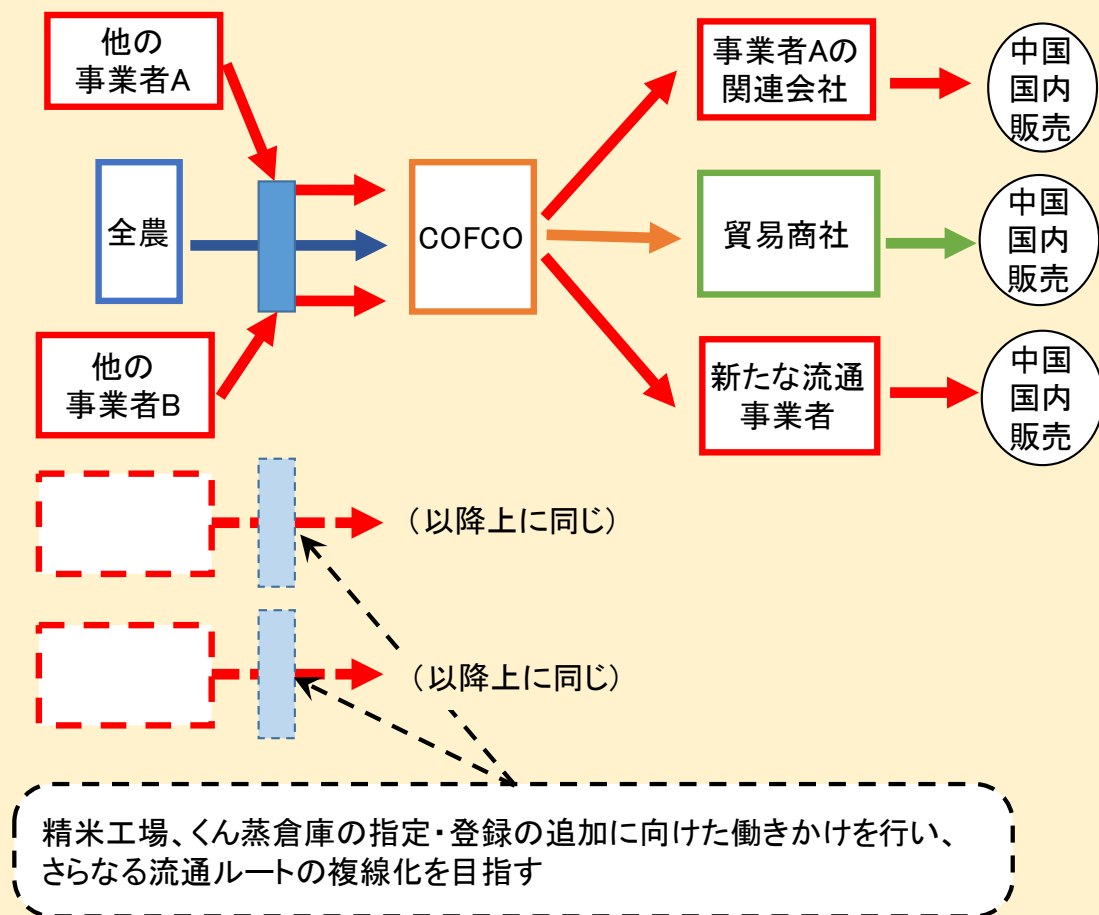 他の
事業者A
事業者Aの
関連会社
中国
国内
販売
全農
COFCO
貿易商社
中国
国内
販売
他の
事業者B
新たな流通
事業者
中国
国内
販売
（以降上に同じ）
（以降上に同じ）
精米工場、くん蒸倉庫の指定・登録の追加に向けた働きかけを行い、
さらなる流通ルートの複線化を目指す